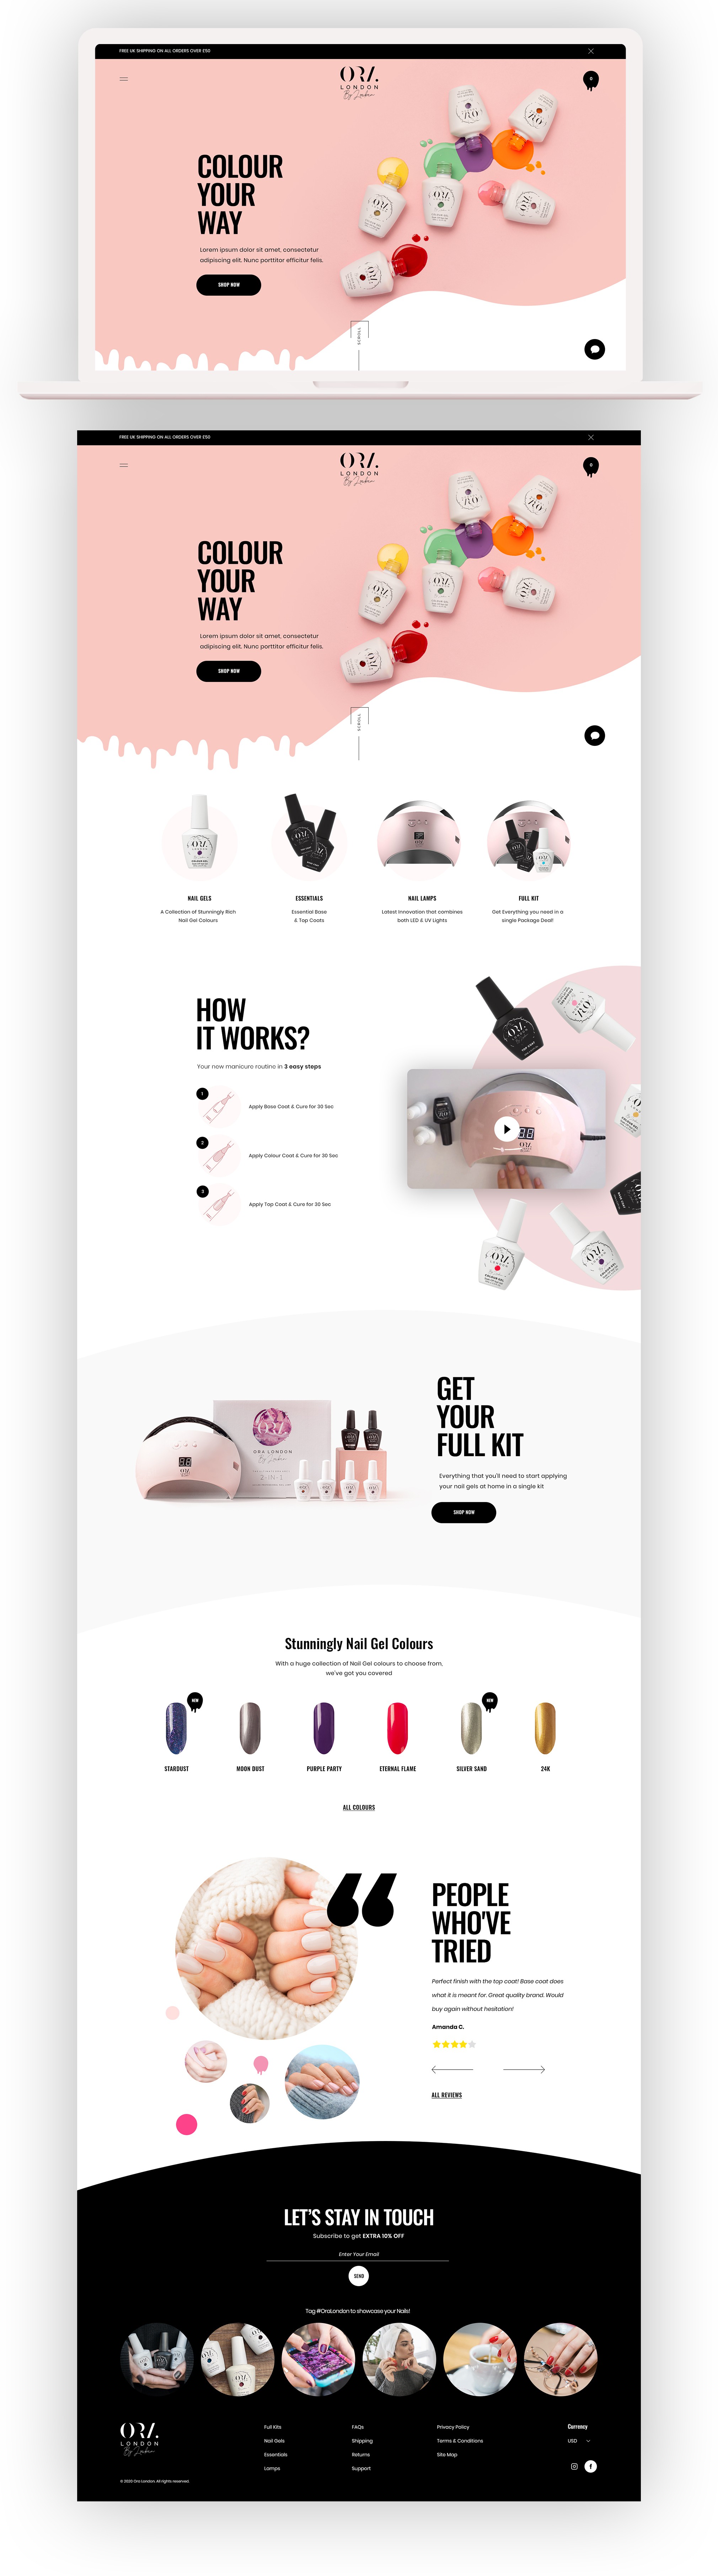 FREE UK SHIPPING ON ALL ORDERS OVER £50
ORA.
LONDON
By London
0
COLOUR
YOUR
WAY
Lorem ipsum dolor sit amet, consectetur
adipiscing elit. Nunc porttitor efficitur felis.
SHOP NOW
SCROLL
FREE UK SHIPPING ON ALL ORDERS OVER £50
ORA.
LONDON
By London
0
COLOUR
YOUR
WAY
Lorem ipsum dolor sit amet, consectetur
adipiscing elit. Nunc porttitor efficitur felis.
SHOP NOW
SCROLL
NAIL GELS
A Collection of Stunningly Rich
Nail Gel Colours
ESSENTIALS
Essential Base
& Top Coats
NAIL LAMPS
Latest Innovation that combines
both LED & UV Lights
FULL KIT
Get Everything you need in a
single Package Deal!
HOW
IT WORKS?
Your now manicure routine in 3 easy steps
1
Apply Base Coat & Cure for 30 Sec
2
Apply Colour Coat & Cure for 30 Sec
3
Apply Top Coat & Cure for 30 Sec
ORA
TOP COAT
ORA
ORA LONDON
2-IN-1
GET
YOUR
FULL KIT
Everything that you'll need to start applying
your nail gels at home in a single kit
SHOP NOW
Stunningly Nail Gel Colours
With a huge collection of Nail Gel colours to choose from,
we've got you covered
NEW
NEW
STARDUST
MOON DUST
PURPLE PARTY
ETERNAL FLAME
SILVER SAND
24K
ALL COLOURS
“
PEOPLE
WHO'VE
TRIED
Perfect finish with the top coat! Base coat does
what it is meant for. Great quality brand. Would
buy again without hesitation!
Amanda C.
ALL REVIEWS
LET'S STAY IN TOUCH
Subscribe to get EXTRA 10% OFF
Enter Your Email
SEND
Tag #OraLondon to showcase your Nails!
ORA.
LONDON
By London
© 2020 Ora London. All rights reserved
Full Kits
Nail Gels
Essentials
Lamps
FAQs
Shipping
Returns
Support
Privacy Policy
Terms & Conditions
Site Map
Currency
USD